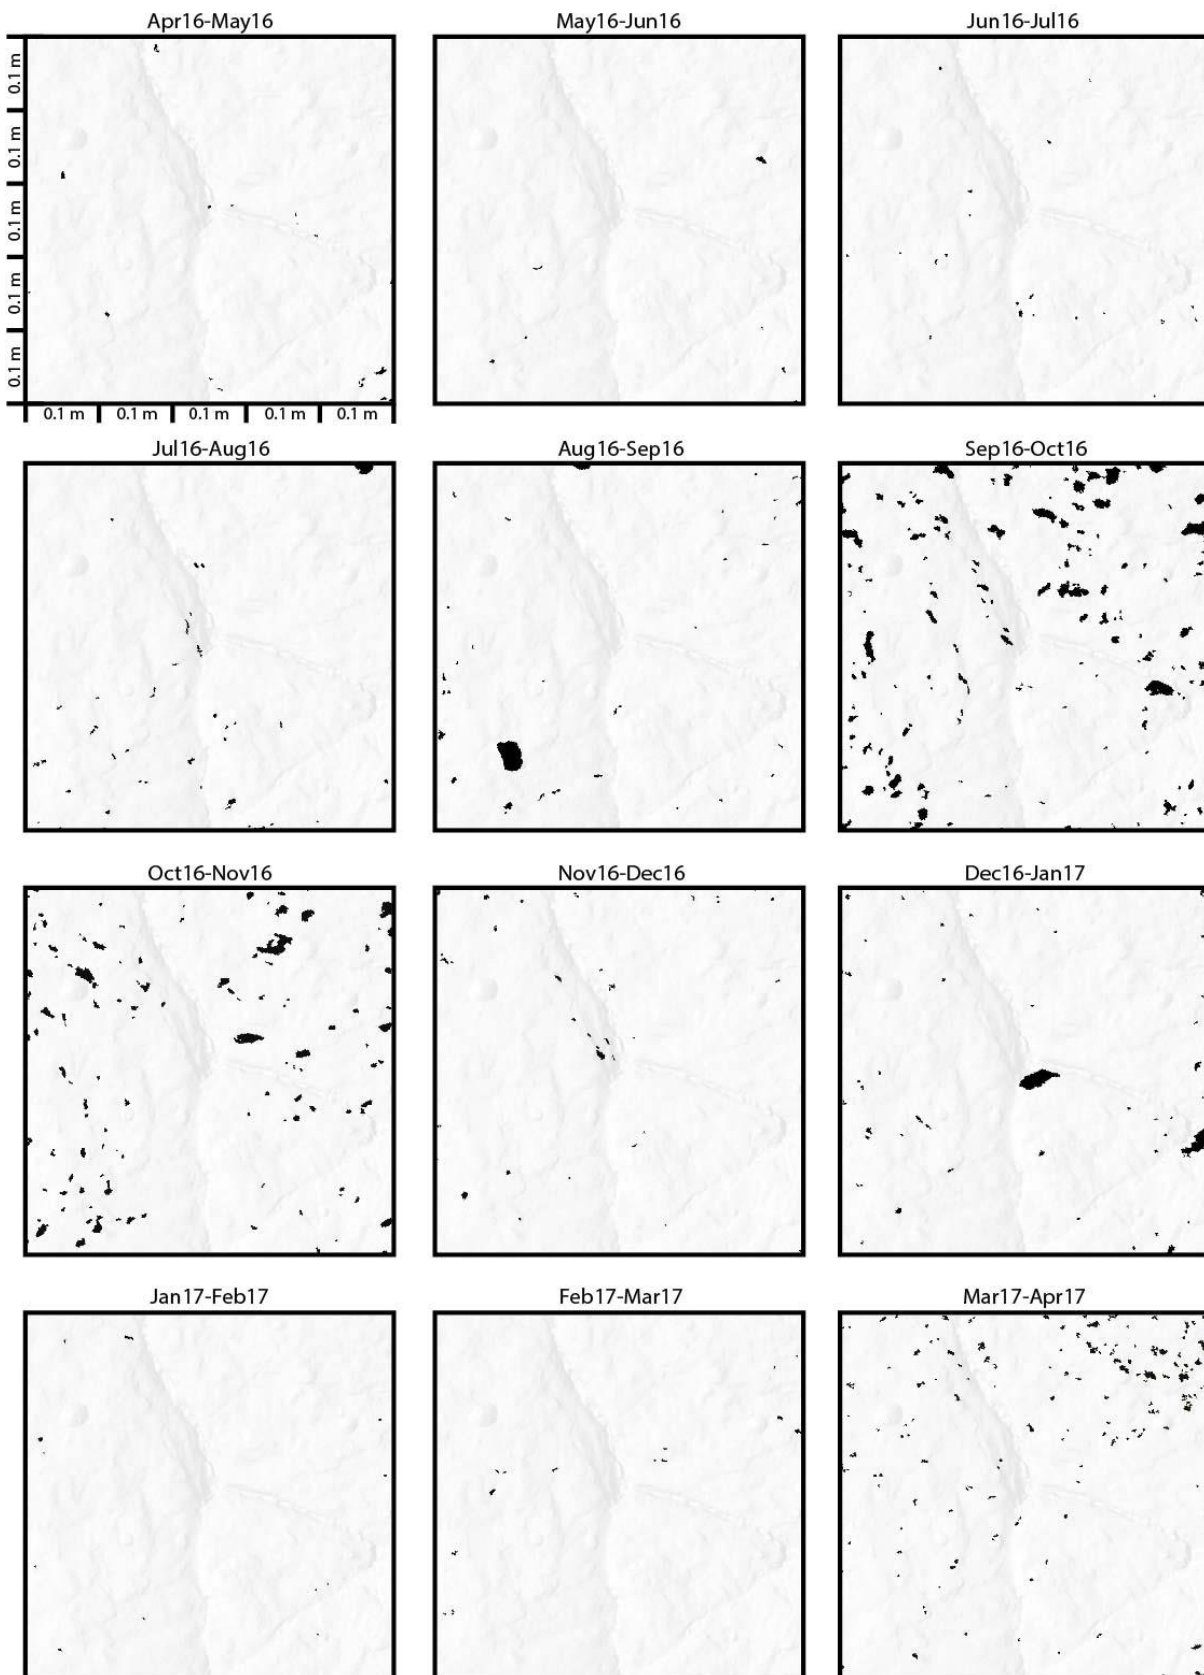 Apr16-May16
May16-Jun16
Jun16-Jul16
0.1 m
0.1 m
0.1 m
0.1 m
0.1 m
0.1 m 0.1 m 0.1 m 0.1 m 0.1 m
Jul16-Aug16
Aug16-Sep16
Sep16-Oct16
Oct16-Nov16
Nov16-Dec16
Dec16-Jan17
Jan17-Feb17
Feb17-Mar17
Mar17-Apr17